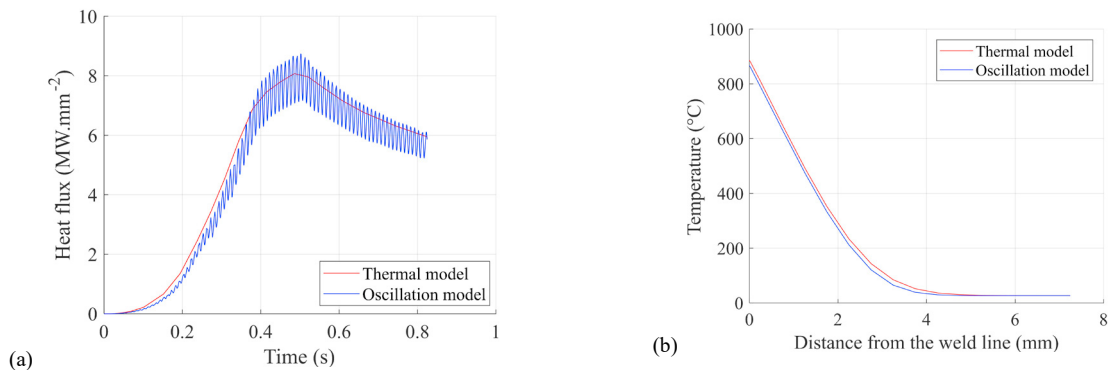 10
8
6
4
2
0
Heat flux (MW.mm⁻²)
0 0.2 0.4 0.6 0.8 1
Time (s)
Thermal model
Oscillation model
(a)
1000
800
600
400
200
0
Temperature (°C)
0 2 4 6 8
Distance from the weld line (mm)
Thermal model
Oscillation model
(b)